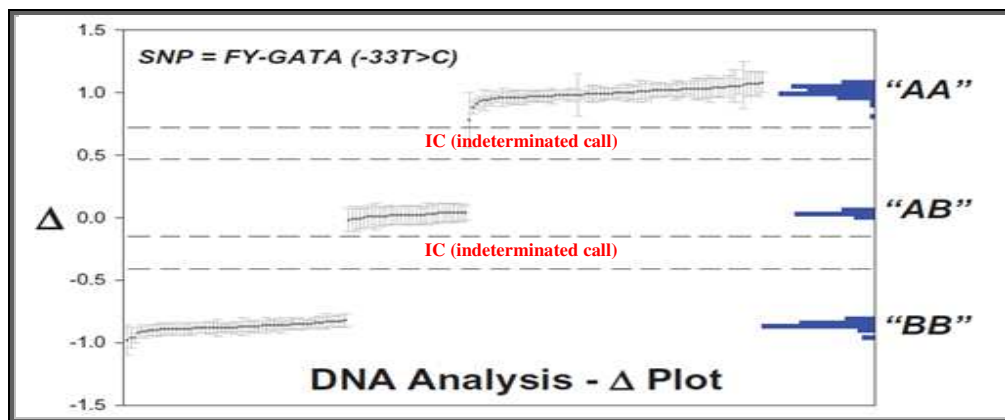 1.5
SNP = FY-GATA (-33T>C)
1.0
"AA"
IC (indeterminated call)
0.5
Δ
0.0
"AB"
IC (indeterminated call)
-0.5
-1.0
"BB"
DNA Analysis - Δ Plot
-1.5